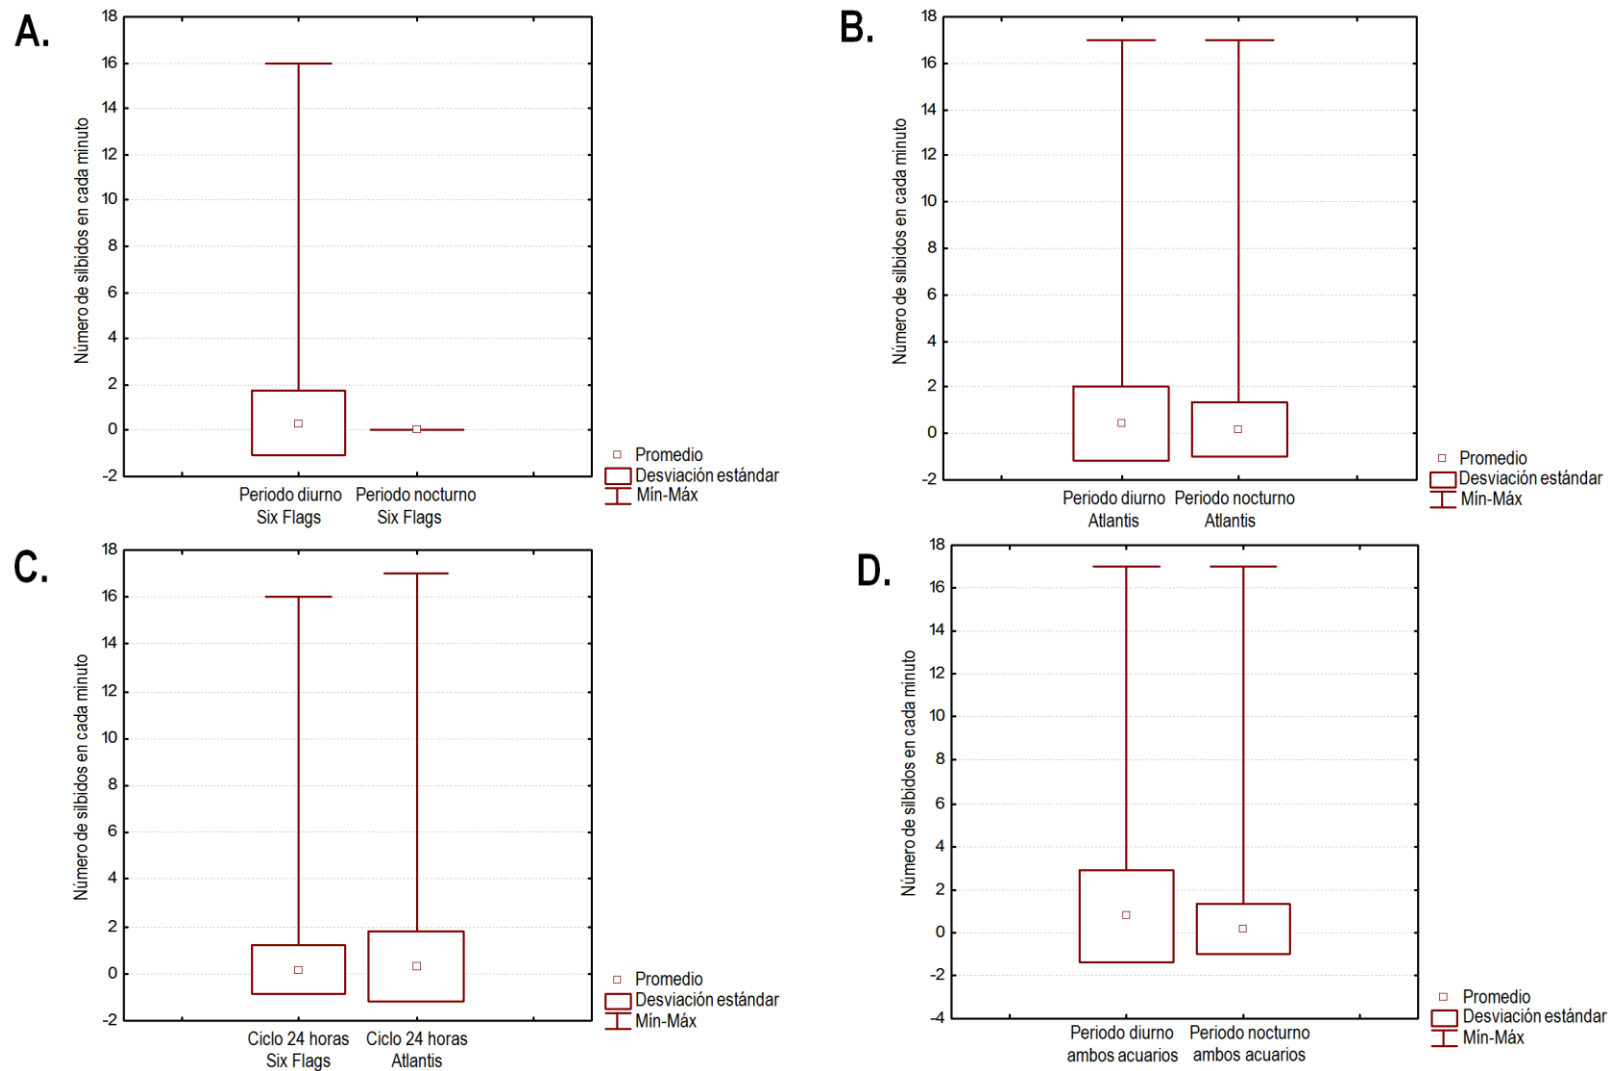 A.
Número de silbidos en cada minuto
18
16
14
12
10
8
6
4
2
0
-2
Periodo diurno
Six Flags
Periodo nocturno
Six Flags
Promedio
Desviación estándar
Mín-Máx
B.
Número de silbidos en cada minuto
18
16
14
12
10
8
6
4
2
0
-2
Periodo diurno
Atlantis
Periodo nocturno
Atlantis
Promedio
Desviación estándar
Mín-Máx
C.
Número de silbidos en cada minuto
18
16
14
12
10
8
6
4
2
0
-2
Ciclo 24 horas
Six Flags
Ciclo 24 horas
Atlantis
Promedio
Desviación estándar
Mín-Máx
D.
Número de silbidos en cada minuto
18
16
14
12
10
8
6
4
2
0
-2
-4
Periodo diurno
ambos acuarios
Periodo nocturno
ambos acuarios
Promedio
Desviación estándar
Mín-Máx